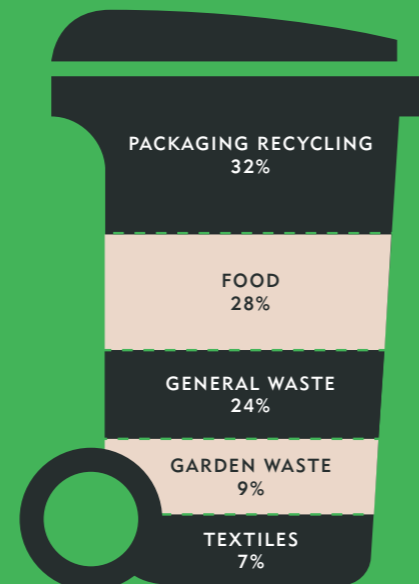 PACKAGING RECYCLING
32%
FOOD
28%
GENERAL WASTE
24%
GARDEN WASTE
9%
TEXTILES
7%